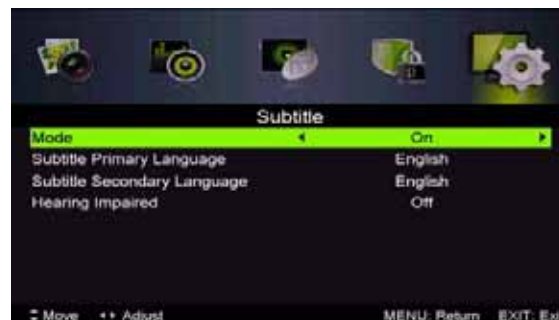 Subtitle
Mode On
Subtitle Primary Language English
Subtitle Secondary Language English
Hearing Impaired Off
Move Adjust MENU: Return EXIT: Ex